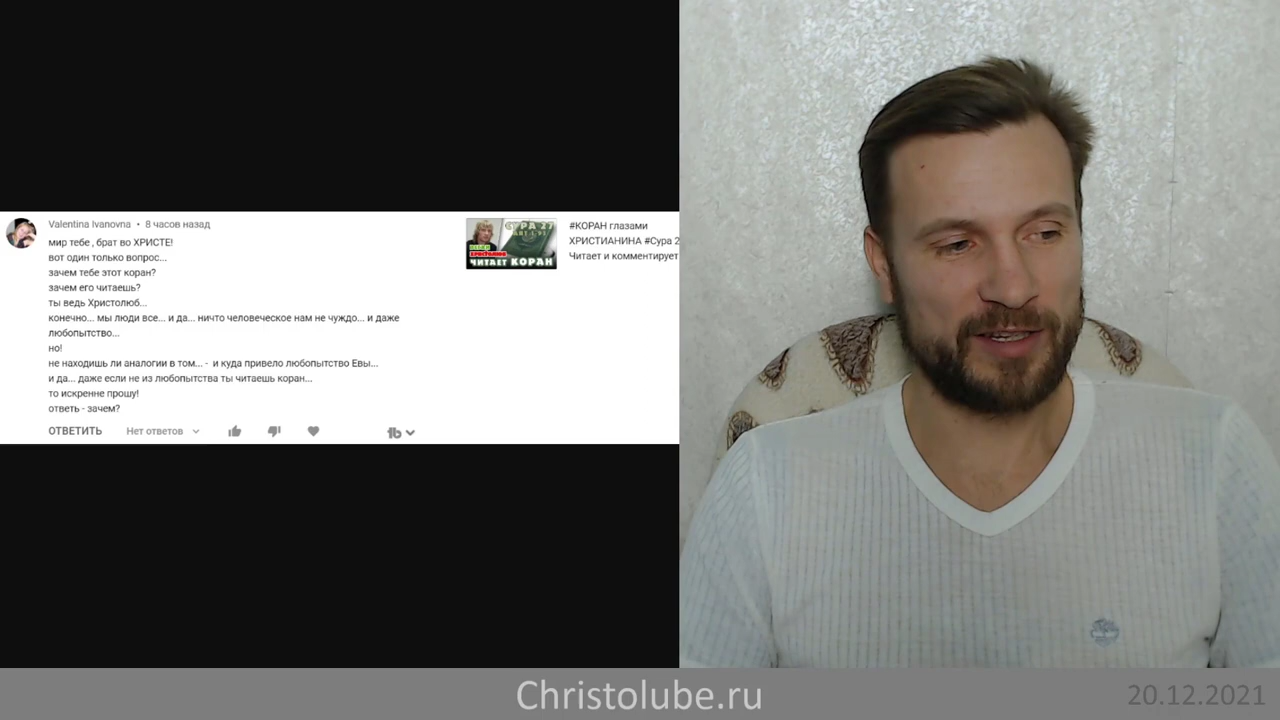 Valentina Ivanovna • 8 часов назад
мир тебе , брат во ХРИСТЕ!
вот один только вопрос...
зачем тебе этот коран?
зачем его читаешь?
ты ведь Христолюб...
конечно... мы люди все... и да... ничто человеческое нам не чуждо... и даже
любопытство...
но!
не находишь ли аналогии в том... - и куда привело любопытство Евы...
и да... даже если не из любопытства ты читаешь коран...
то искренне прошу!
ответь - зачем?
ОТВЕТИТЬ Нет ответов
СУРА 27
ЧИТАЕТ КОРАН
#КОРАН глазами
ХРИСТИАНИНА #Сура 2
Читает и комментирует
Christolube.ru
20.12.2021